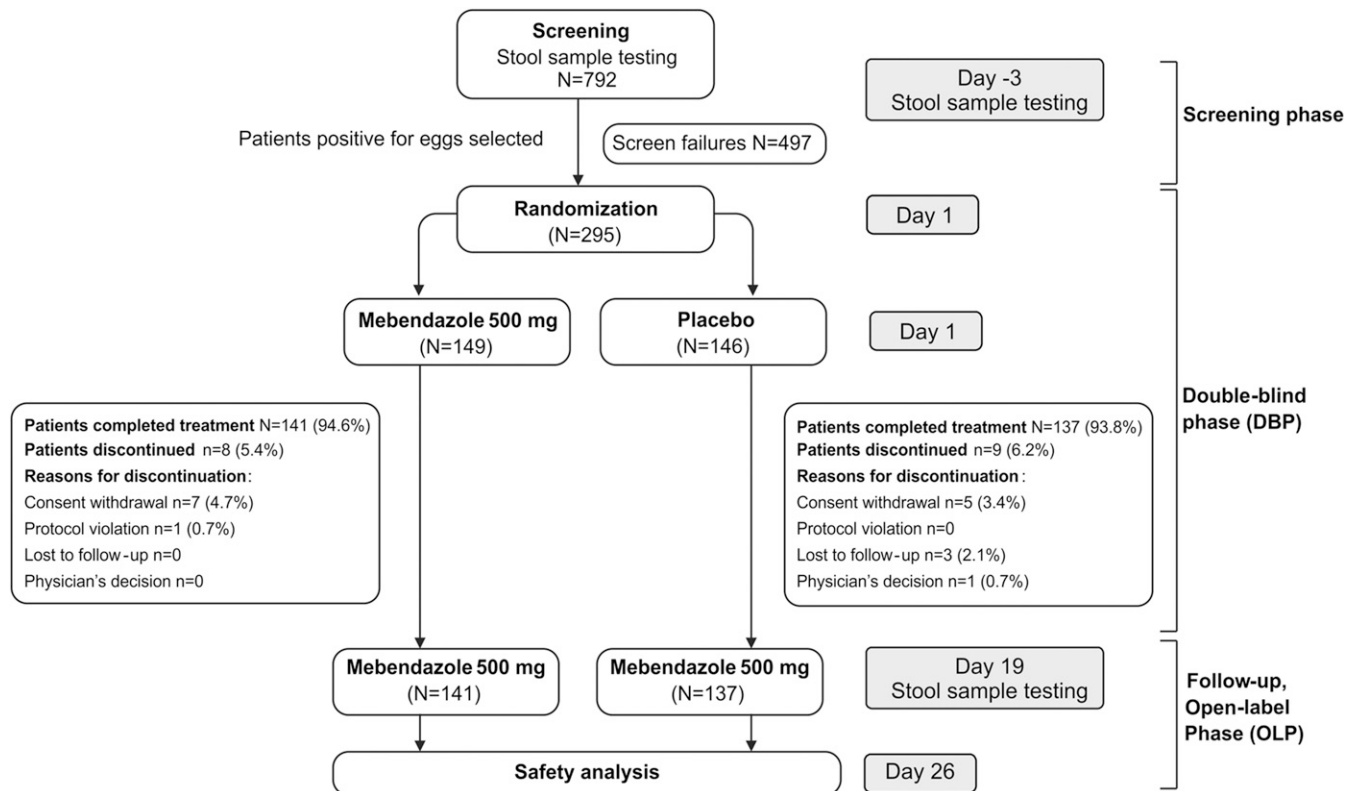 Screening
Stool sample testing
N=792
Day -3
Stool sample testing
Screening phase
Patients positive for eggs selected
Screen failures N=497
Randomization
(N=295)
Day 1
Mebendazole 500 mg
(N=149)
Placebo
(N=146)
Day 1
Double-blind
phase (DBP)
Patients completed treatment N=141 (94.6%)
Patients discontinued n=8 (5.4%)
Reasons for discontinuation:
Consent withdrawal n=7 (4.7%)
Protocol violation n=1 (0.7%)
Lost to follow-up n=0
Physician's decision n=0
Patients completed treatment N=137 (93.8%)
Patients discontinued n=9 (6.2%)
Reasons for discontinuation:
Consent withdrawal n=5 (3.4%)
Protocol violation n=0
Lost to follow-up n=3 (2.1%)
Physician's decision n=1 (0.7%)
Mebendazole 500 mg
(N=141)
Mebendazole 500 mg
(N=137)
Day 19
Stool sample testing
Follow-up,
Open-label
Phase (OLP)
Safety analysis
Day 26